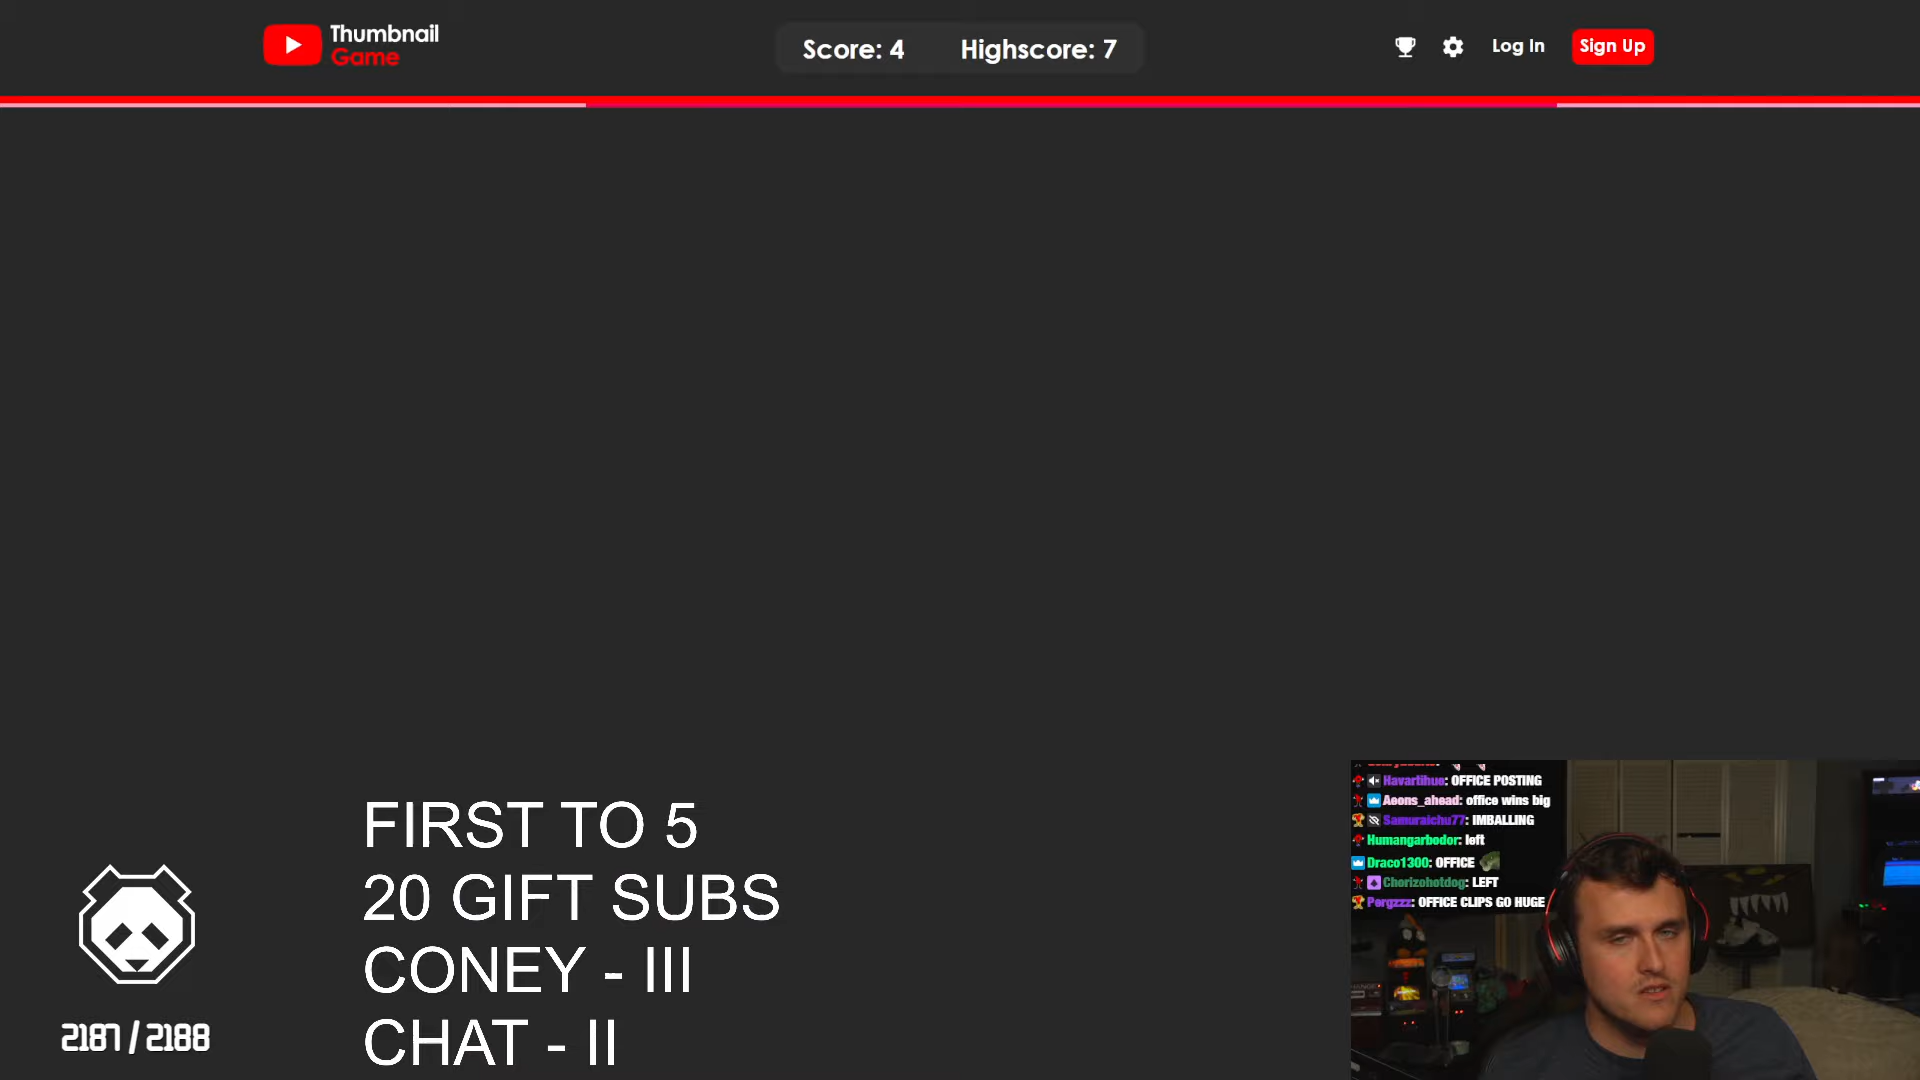 Thumbnail
Game
Score: 4
Highscore: 7
Log In
Sign Up
FIRST TO 5
20 GIFT SUBS
CONEY - III
CHAT - II
2187 / 2188
Havartihue: OFFICE POSTING
Aeons_ahead: office wins big
Samuraichu77: IMBALLING
Humangarbodor: left
Draco1300: OFFICE
Chorizohotdog: LEFT
Pergzzz: OFFICE CLIPS GO HUGE